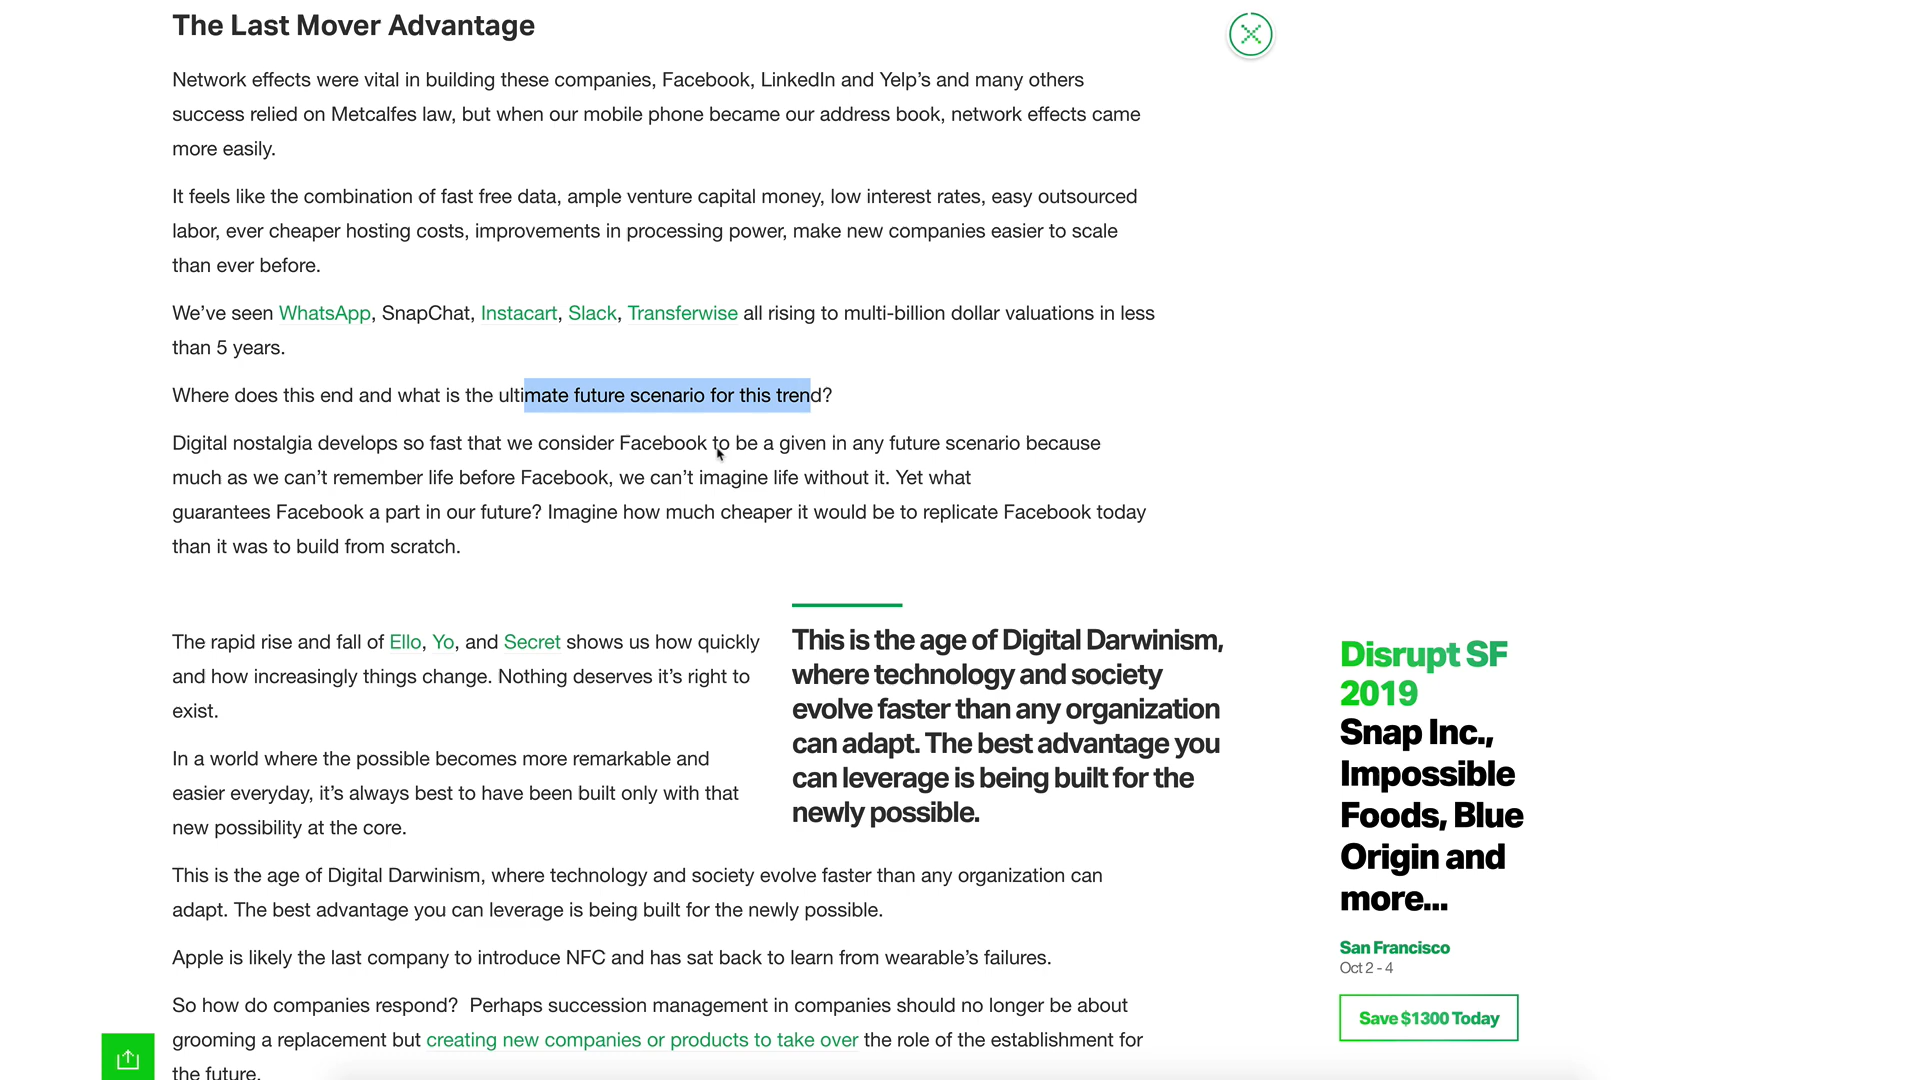 The Last Mover Advantage
Network effects were vital in building these companies, Facebook, LinkedIn and Yelp’s and many others
success relied on Metcalfes law, but when our mobile phone became our address book, network effects came
more easily.
It feels like the combination of fast free data, ample venture capital money, low interest rates, easy outsourced
labor, ever cheaper hosting costs, improvements in processing power, make new companies easier to scale
than ever before.
We’ve seen WhatsApp, SnapChat, Instacart, Slack, Transferwise all rising to multi-billion dollar valuations in less
than 5 years.
Where does this end and what is the ultimate future scenario for this trend?
Digital nostalgia develops so fast that we consider Facebook to be a given in any future scenario because
much as we can’t remember life before Facebook, we can’t imagine life without it. Yet what
guarantees Facebook a part in our future? Imagine how much cheaper it would be to replicate Facebook today
than it was to build from scratch.
The rapid rise and fall of Ello, Yo, and Secret shows us how quickly
and how increasingly things change. Nothing deserves it’s right to
exist.
In a world where the possible becomes more remarkable and
easier everyday, it’s always best to have been built only with that
new possibility at the core.
This is the age of Digital Darwinism,
where technology and society
evolve faster than any organization
can adapt. The best advantage you
can leverage is being built for the
newly possible.
This is the age of Digital Darwinism, where technology and society evolve faster than any organization can
adapt. The best advantage you can leverage is being built for the newly possible.
Apple is likely the last company to introduce NFC and has sat back to learn from wearable’s failures.
So how do companies respond?  Perhaps succession management in companies should no longer be about
grooming a replacement but creating new companies or products to take over the role of the establishment for
the future.
Disrupt SF
2019
Snap Inc.,
Impossible
Foods, Blue
Origin and
more...
San Francisco
Oct 2 - 4
Save $1300 Today